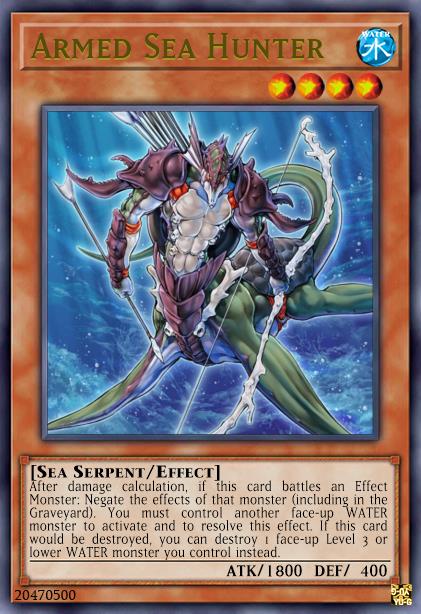 Armed Sea Hunter
WATER
水
[Sea Serpent/Effect]
After damage calculation, if this card battles an Effect
Monster: Negate the effects of that monster (including in the
Graveyard). You must control another face-up WATER
monster to activate and to resolve this effect. If this card
would be destroyed, you can destroy 1 face-up Level 3 or
lower WATER monster you control instead.
ATK/1800 DEF/ 400
20470500